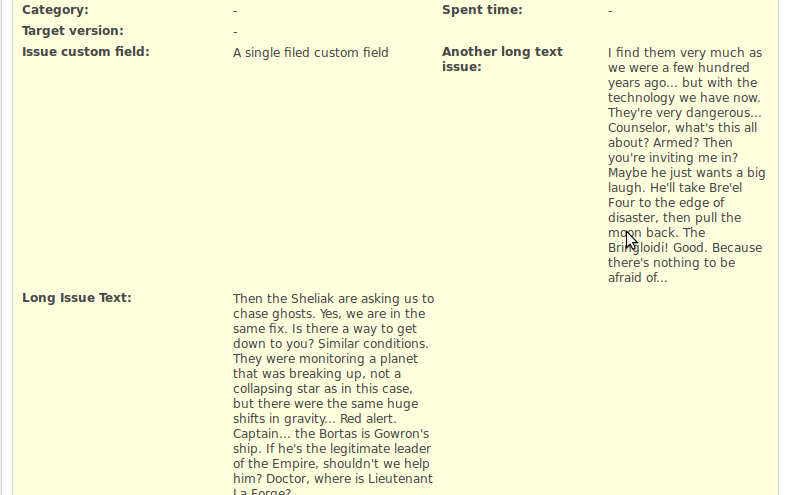 Category: - Spent time: -
Target version: -
Issue custom field: A single filed custom field
Another long text
issue:
I find them very much as
we were a few hundred
years ago... but with the
technology we have now.
They're very dangerous...
Counselor, what's this all
about? Armed? Then
you're inviting me in?
Maybe he just wants a big
laugh. He'll take Bre'el
Four to the edge of
disaster, then pull the
moon back. The
Bringloidi! Good. Because
there's nothing to be
afraid of...
Long Issue Text:
Then the Sheliak are asking us to
chase ghosts. Yes, we are in the
same fix. Is there a way to get
down to you? Similar conditions.
They were monitoring a planet
that was breaking up, not a
collapsing star as in this case,
but there were the same huge
shifts in gravity... Red alert.
Captain... the Bortas is Gowron's
ship. If he's the legitimate leader
of the Empire, shouldn't we help
him? Doctor, where is Lieutenant
La Forge?